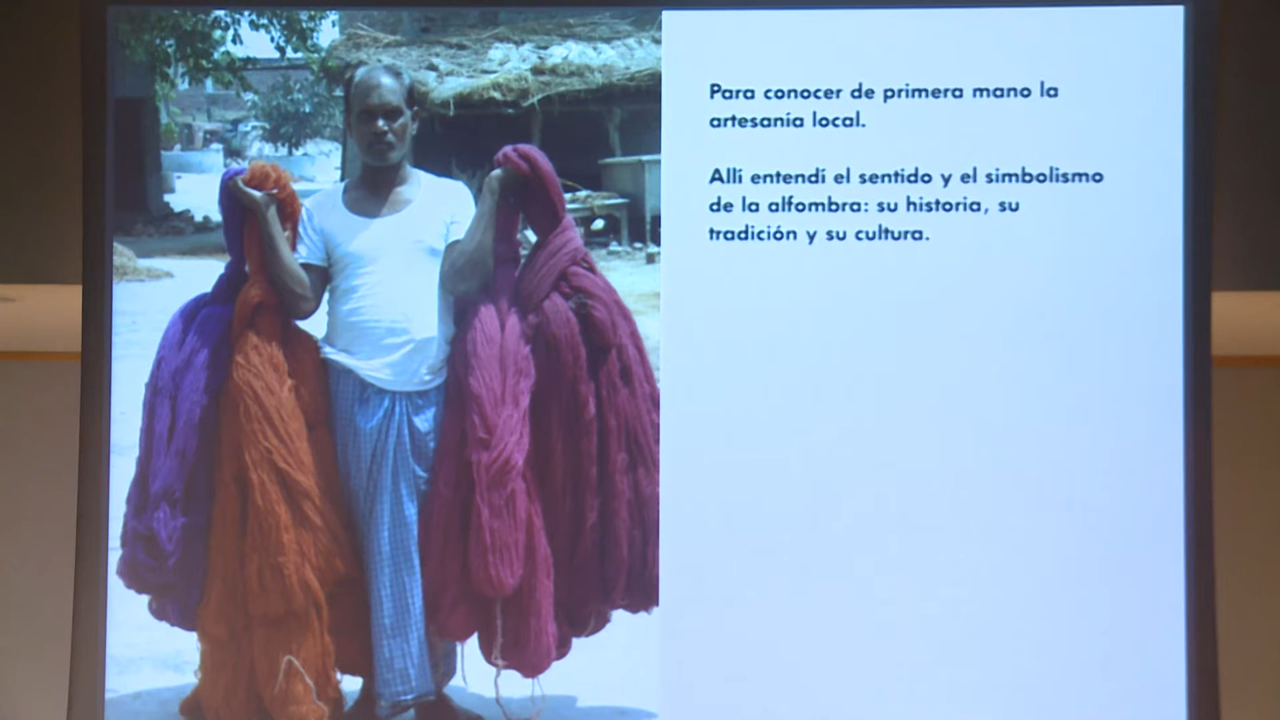 Para conocer de primera mano la
artesanía local.
Allí entendí el sentido y el simbolismo
de la alfombra: su historia, su
tradición y su cultura.